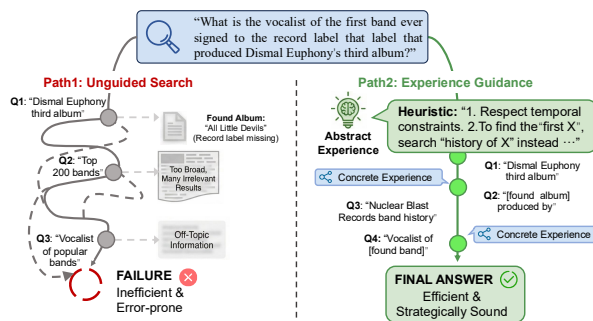 “What is the vocalist of the first band ever
signed to the record label that label that
produced Dismal Euphony's third album?”
Path1: Unguided Search
Q1: “Dismal Euphony
third album”
Found Album:
“All Little Devils”
(Record label missing)
Q2: “Top
200 bands”
Too Broad,
Many Irrelevant
Results
Q3: “Vocalist
of popular
bands”
Off-Topic
Information
FAILURE
Inefficient &
Error-prone
Path2: Experience Guidance
Abstract
Experience
Heuristic: “1. Respect temporal
constraints. 2.To find the“first X”,
search “history of X” instead ⋯”
Q1: “Dismal Euphony
third album”
Concrete Experience
Q2: “[found album]
produced by”
Q3: “Nuclear Blast
Records band history”
Q4: “Vocalist of
[found band]”
Concrete Experience
FINAL ANSWER
Efficient &
Strategically Sound